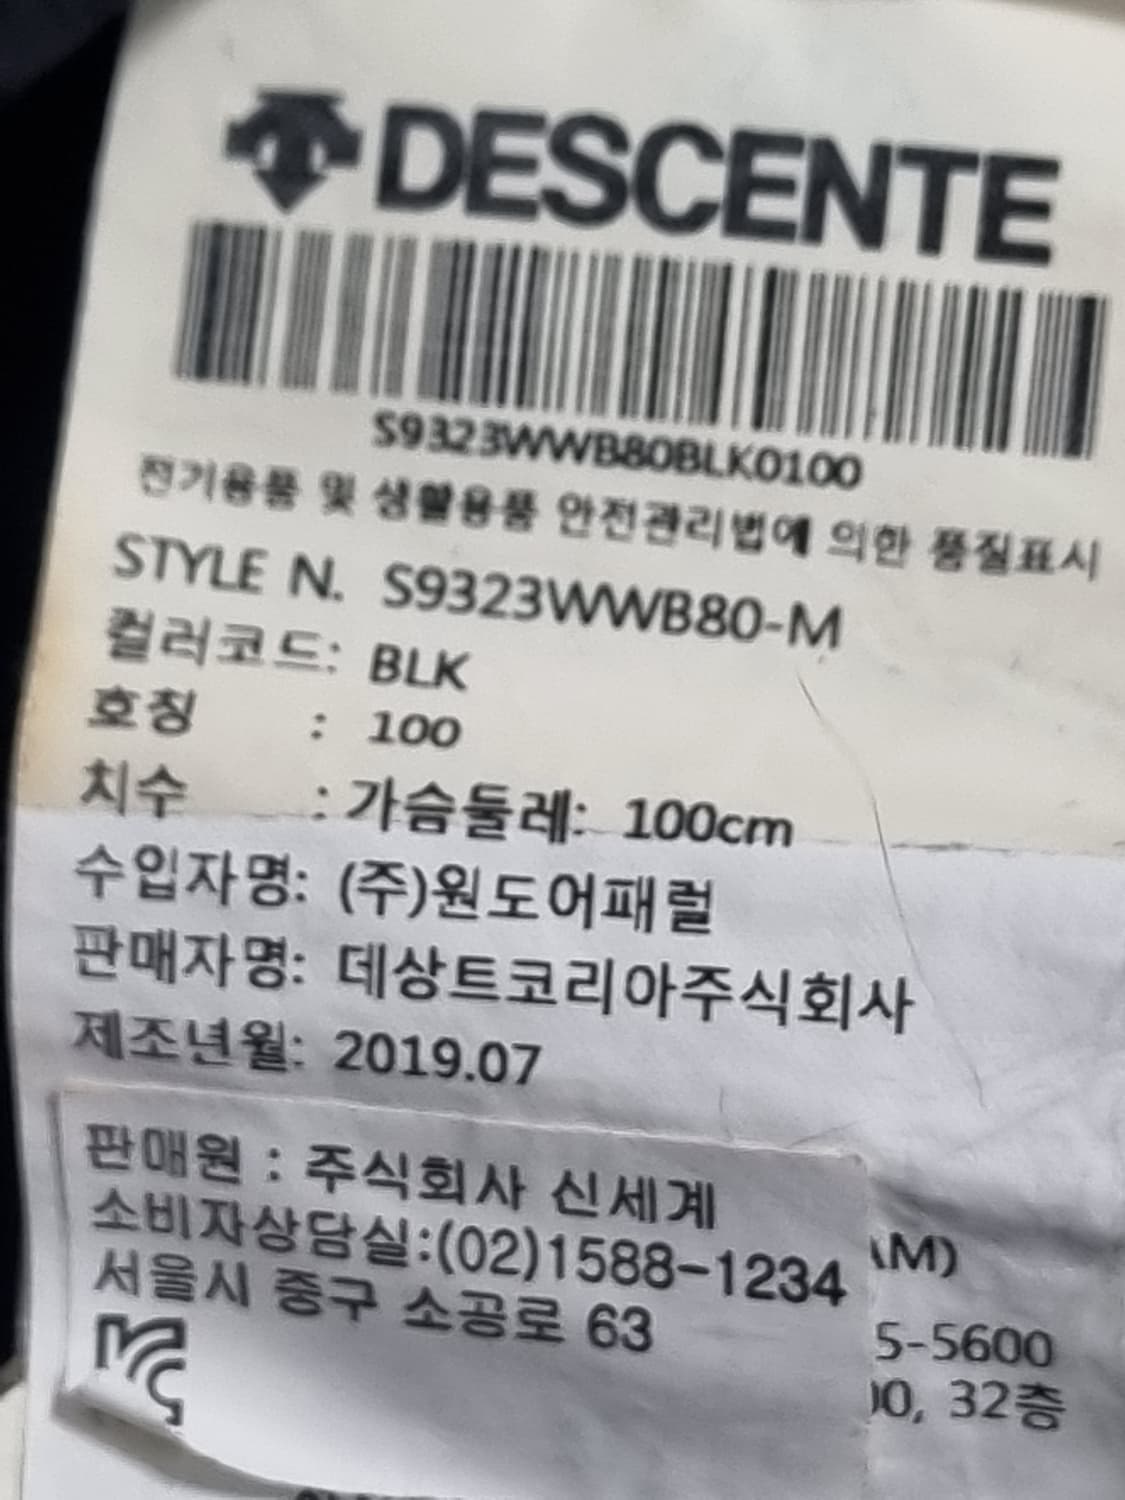 DESCENTE
S9323WWB80BLK0100
전기용품 및 생활용품 안전관리법에 의한 품질표시
STYLE N. S9323WWB80-M
컬러코드: BLK
호칭 : 100
치수 : 가슴둘레: 100cm
수입자명: (주)원도어패럴
판매자명: 데상트코리아주식회사
제조년월: 2019.07
판매원 : 주식회사 신세계
소비자상담실:(02)1588-1234
서울시 중구 소공로 63
AM)
5-5600
00, 32층